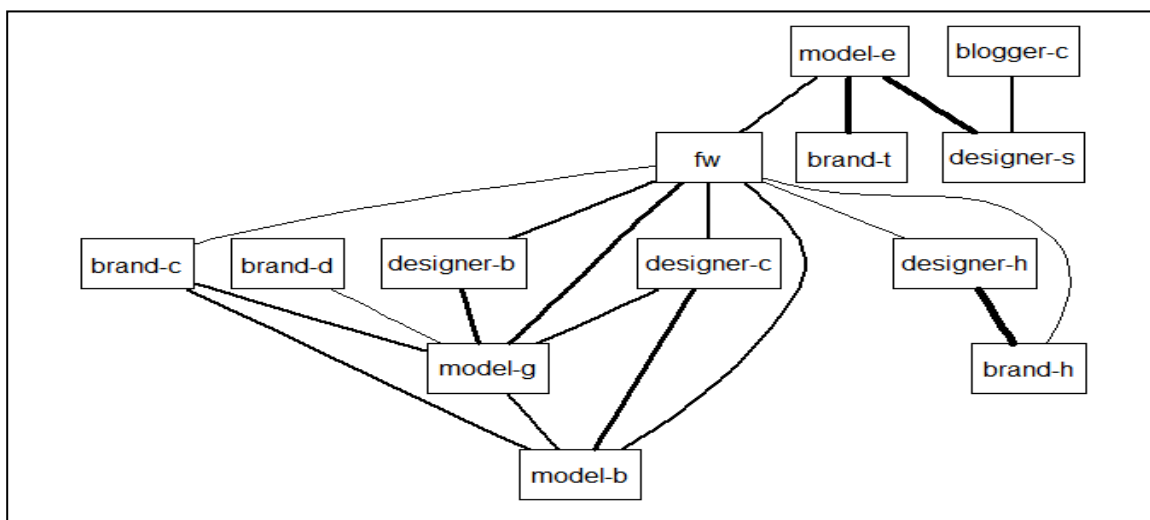 model-e
blogger-c
fw
brand-t
designer-s
brand-c
brand-d
designer-b
designer-c
designer-h
model-g
brand-h
model-b